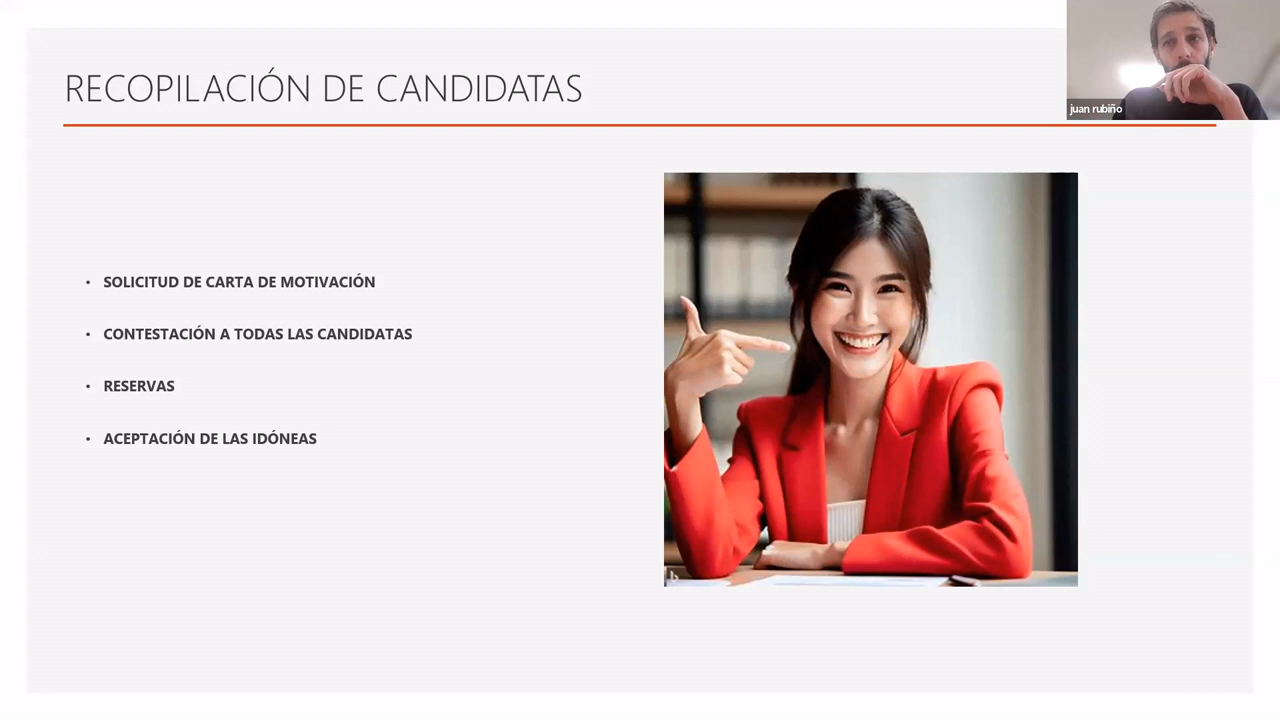 RECOPILACIÓN DE CANDIDATAS
juan rubiño
• SOLICITUD DE CARTA DE MOTIVACIÓN
• CONTESTACIÓN A TODAS LAS CANDIDATAS
• RESERVAS
• ACEPTACIÓN DE LAS IDÓNEAS